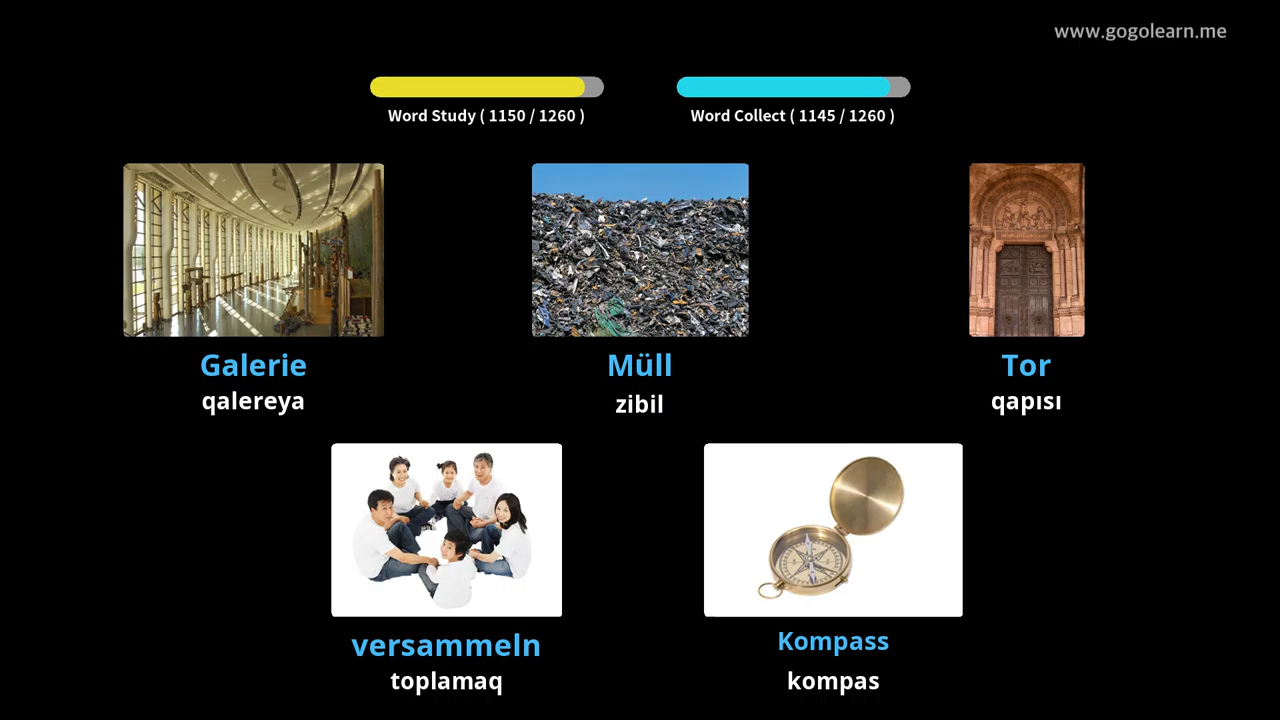 www.gogolearn.me
Word Study ( 1150 / 1260 )
Word Collect ( 1145 / 1260 )
Galerie
qalereya
Müll
zibil
Tor
qapısı
versammeln
toplamaq
Kompass
kompas